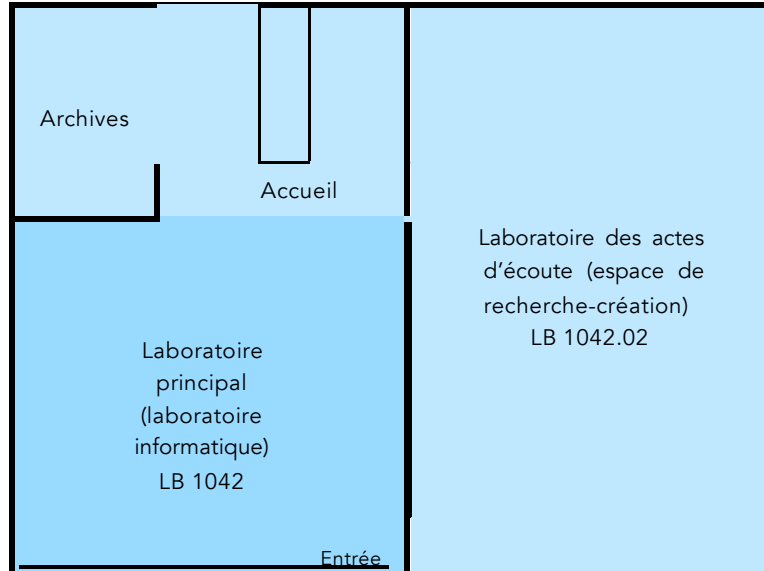 Archives
Accueil
Laboratoire des actes
d'écoute (espace de
recherche-création)
LB 1042.02
Laboratoire
principal
(laboratoire
informatique)
LB 1042
Entrée